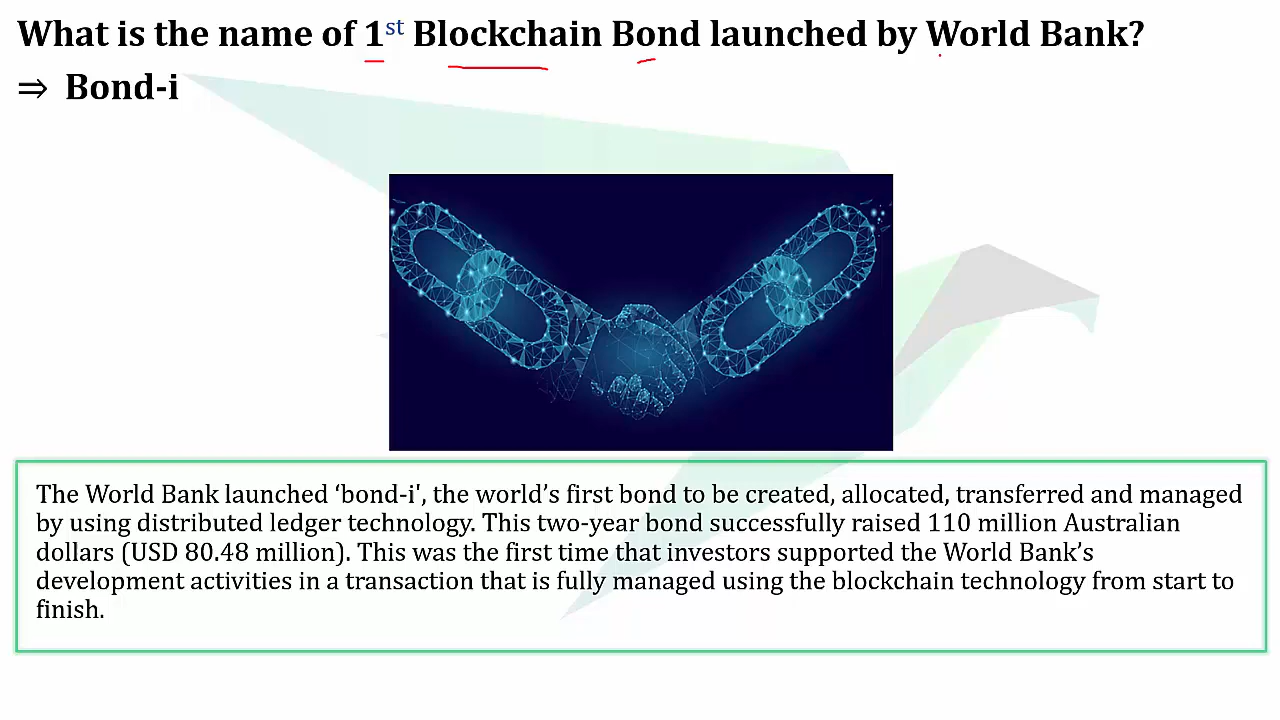 What is the name of 1st Blockchain Bond launched by World Bank?
⇒ Bond-i
The World Bank launched ‘bond-i', the world’s first bond to be created, allocated, transferred and managed
by using distributed ledger technology. This two-year bond successfully raised 110 million Australian
dollars (USD 80.48 million). This was the first time that investors supported the World Bank’s
development activities in a transaction that is fully managed using the blockchain technology from start to
finish.